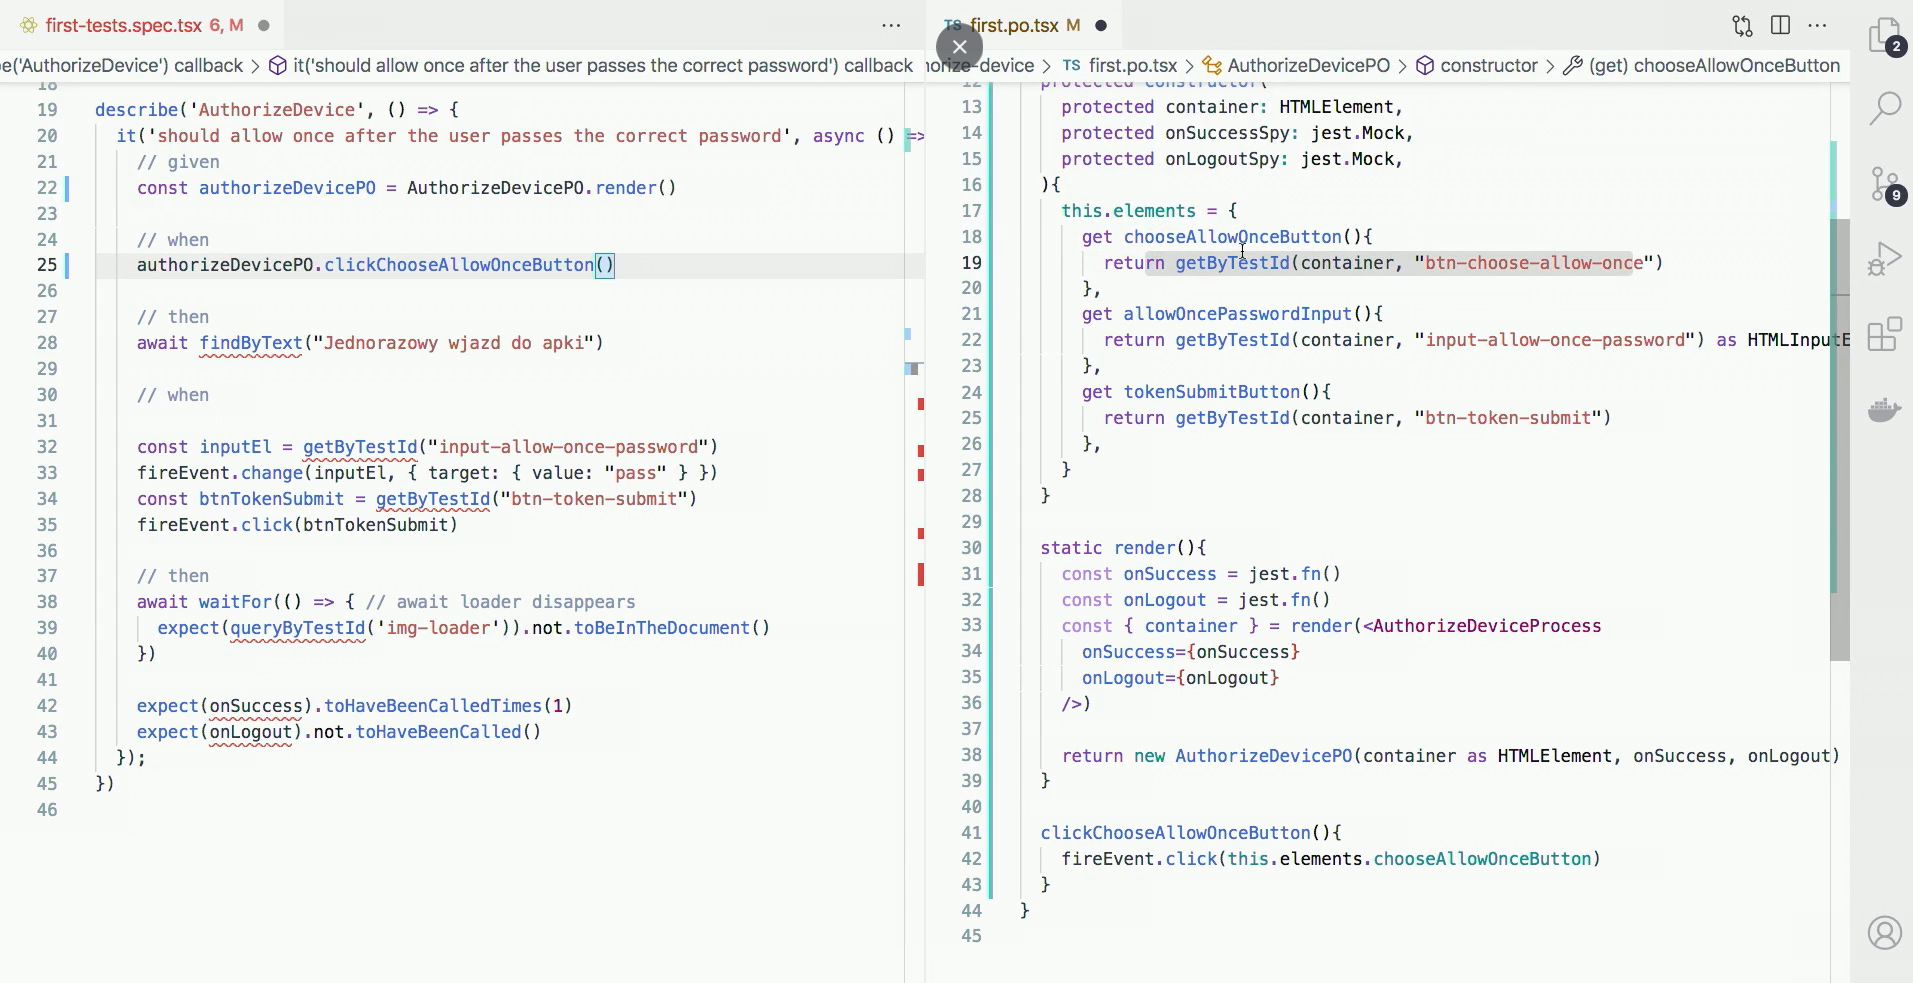 first-tests.spec.tsx 6, M
e('AuthorizeDevice') callback > it('should allow once after the user passes the correct password') callback
18
19 describe('AuthorizeDevice', () => {
20 it('should allow once after the user passes the correct password', async () =>
21 // given
22 const authorizeDevicePO = AuthorizeDevicePO.render()
23
24 // when
25 authorizeDevicePO.clickChooseAllowOnceButton()
26
27 // then
28 await findByText("Jednorazowy wjazd do apki")
29
30 // when
31
32 const inputEl = getByTestId("input-allow-once-password")
33 fireEvent.change(inputEl, { target: { value: "pass" } })
34 const btnTokenSubmit = getByTestId("btn-token-submit")
35 fireEvent.click(btnTokenSubmit)
36
37 // then
38 await waitFor(() => { // await loader disappears
39 expect(queryByTestId('img-loader')).not.toBeInTheDocument()
40 })
41
42 expect(onSuccess).toHaveBeenCalledTimes(1)
43 expect(onLogout).not.toHaveBeenCalled()
44 });
45 })
46
TS first.po.tsx M
orize-device > TS first.po.tsx > AuthorizeDevicePO > constructor > (get) chooseAllowOnceButton
12 protected constructor(
13 protected container: HTMLElement,
14 protected onSuccessSpy: jest.Mock,
15 protected onLogoutSpy: jest.Mock,
16 ){
17 this.elements = {
18 get chooseAllowOnceButton(){
19 return getByTestId(container, "btn-choose-allow-once")
20 },
21 get allowOncePasswordInput(){
22 return getByTestId(container, "input-allow-once-password") as HTMLInputE
23 },
24 get tokenSubmitButton(){
25 return getByTestId(container, "btn-token-submit")
26 },
27 }
28 }
29
30 static render(){
31 const onSuccess = jest.fn()
32 const onLogout = jest.fn()
33 const { container } = render(<AuthorizeDeviceProcess
34 onSuccess={onSuccess}
35 onLogout={onLogout}
36 />)
37
38 return new AuthorizeDevicePO(container as HTMLElement, onSuccess, onLogout)
39 }
40
41 clickChooseAllowOnceButton(){
42 fireEvent.click(this.elements.chooseAllowOnceButton)
43 }
44 }
45
2
9